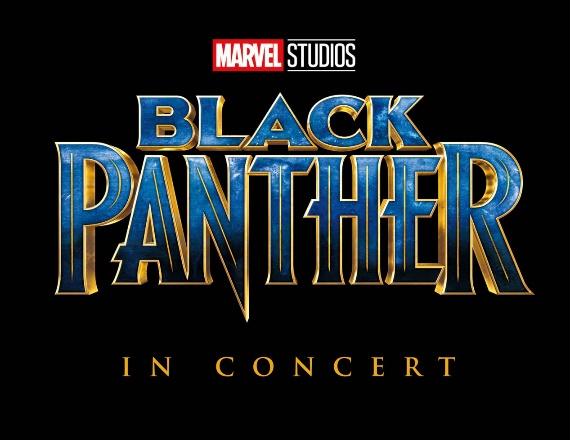 MARVEL STUDIOS
BLACK
PANTHER
IN CONCERT